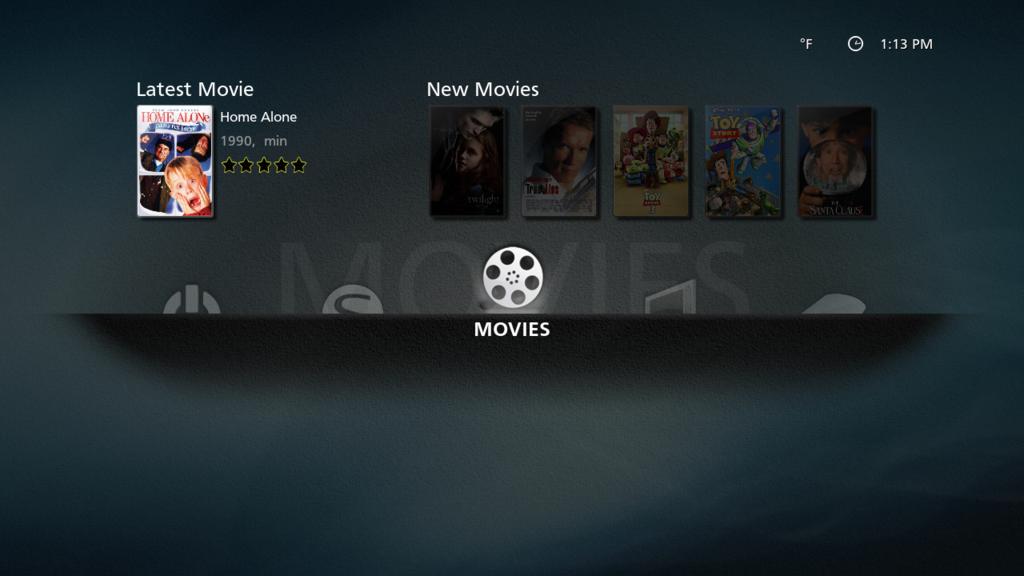 °F 1:13 PM
Latest Movie
New Movies
HOME ALONE
Home Alone
1990, min
twilight
True Lies
TOY STORY
TOY STORY
THE SANTA CLAUSE
MOVIES
MOVIES